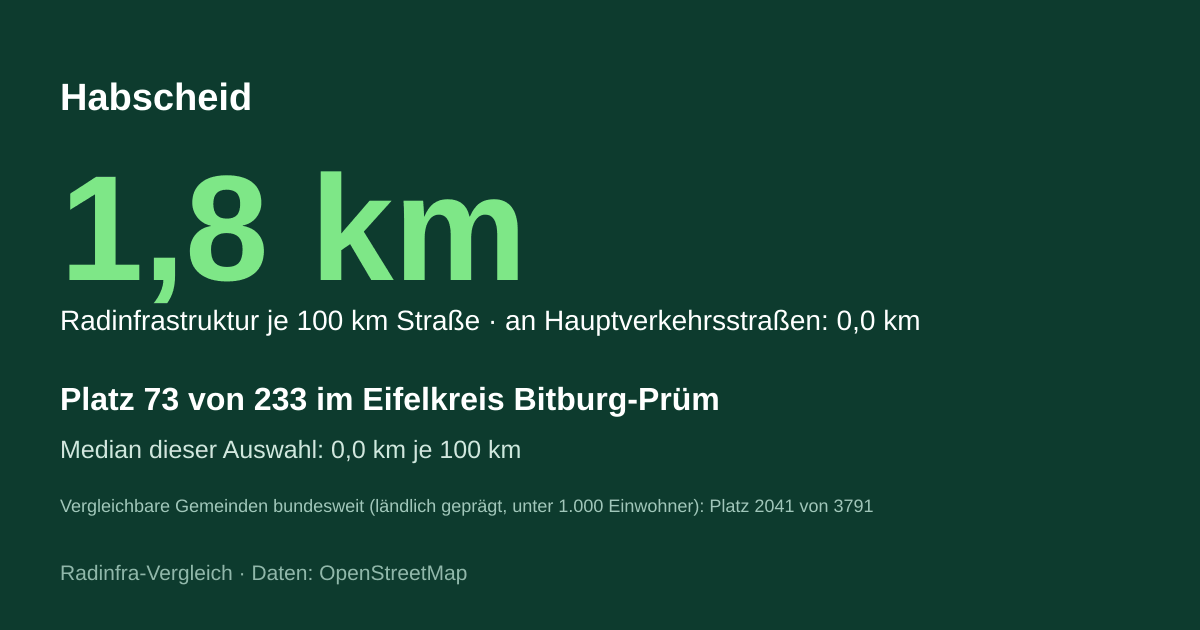 Habscheid
1,8 km
Radinfrastruktur je 100 km Straße · an Hauptverkehrsstraßen: 0,0 km
Platz 73 von 233 im Eifelkreis Bitburg-Prüm
Median dieser Auswahl: 0,0 km je 100 km
Vergleichbare Gemeinden bundesweit (ländlich geprägt, unter 1.000 Einwohner): Platz 2041 von 3791
Radinfra-Vergleich · Daten: OpenStreetMap